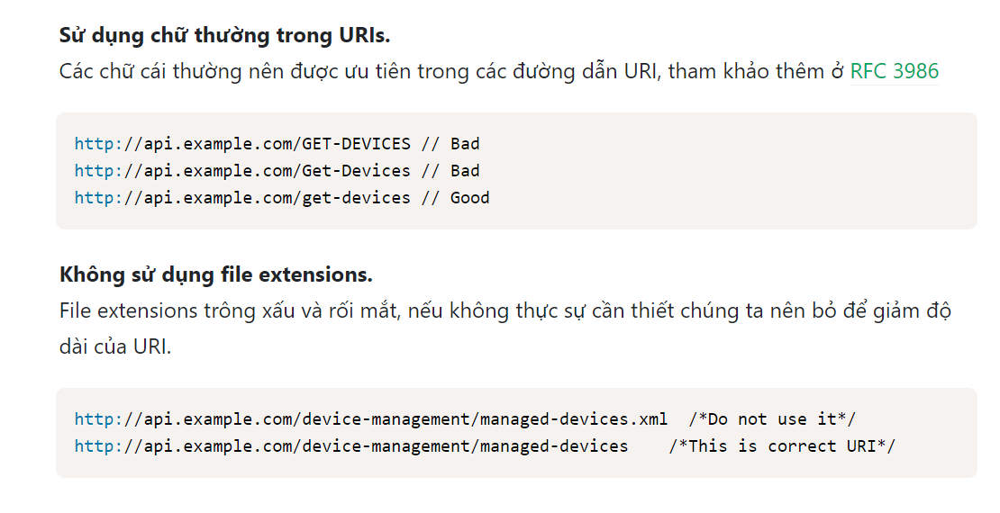 Sử dụng chữ thường trong URIs.
Các chữ cái thường nên được ưu tiên trong các đường dẫn URI, tham khảo thêm ở RFC 3986
http://api.example.com/GET-DEVICES // Bad
http://api.example.com/Get-Devices // Bad
http://api.example.com/get-devices // Good
Không sử dụng file extensions.
File extensions trông xấu và rối mắt, nếu không thực sự cần thiết chúng ta nên bỏ để giảm độ
dài của URI.
http://api.example.com/device-management/managed-devices.xml  /*Do not use it*/
http://api.example.com/device-management/managed-devices    /*This is correct URI*/